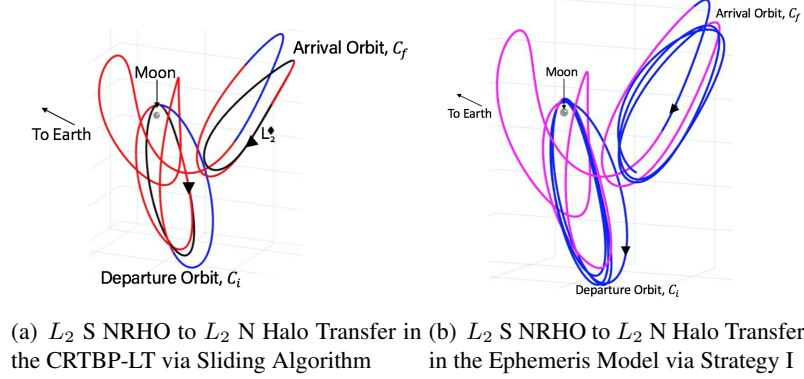 Arrival Orbit, C_f
Moon
To Earth
L_2
Departure Orbit, C_i
Arrival Orbit, C_f
Moon
To Earth
Departure Orbit, C_i
(a) L_2 S NRHO to L_2 N Halo Transfer in
the CRTBP-LT via Sliding Algorithm
(b) L_2 S NRHO to L_2 N Halo Transfer
in the Ephemeris Model via Strategy I